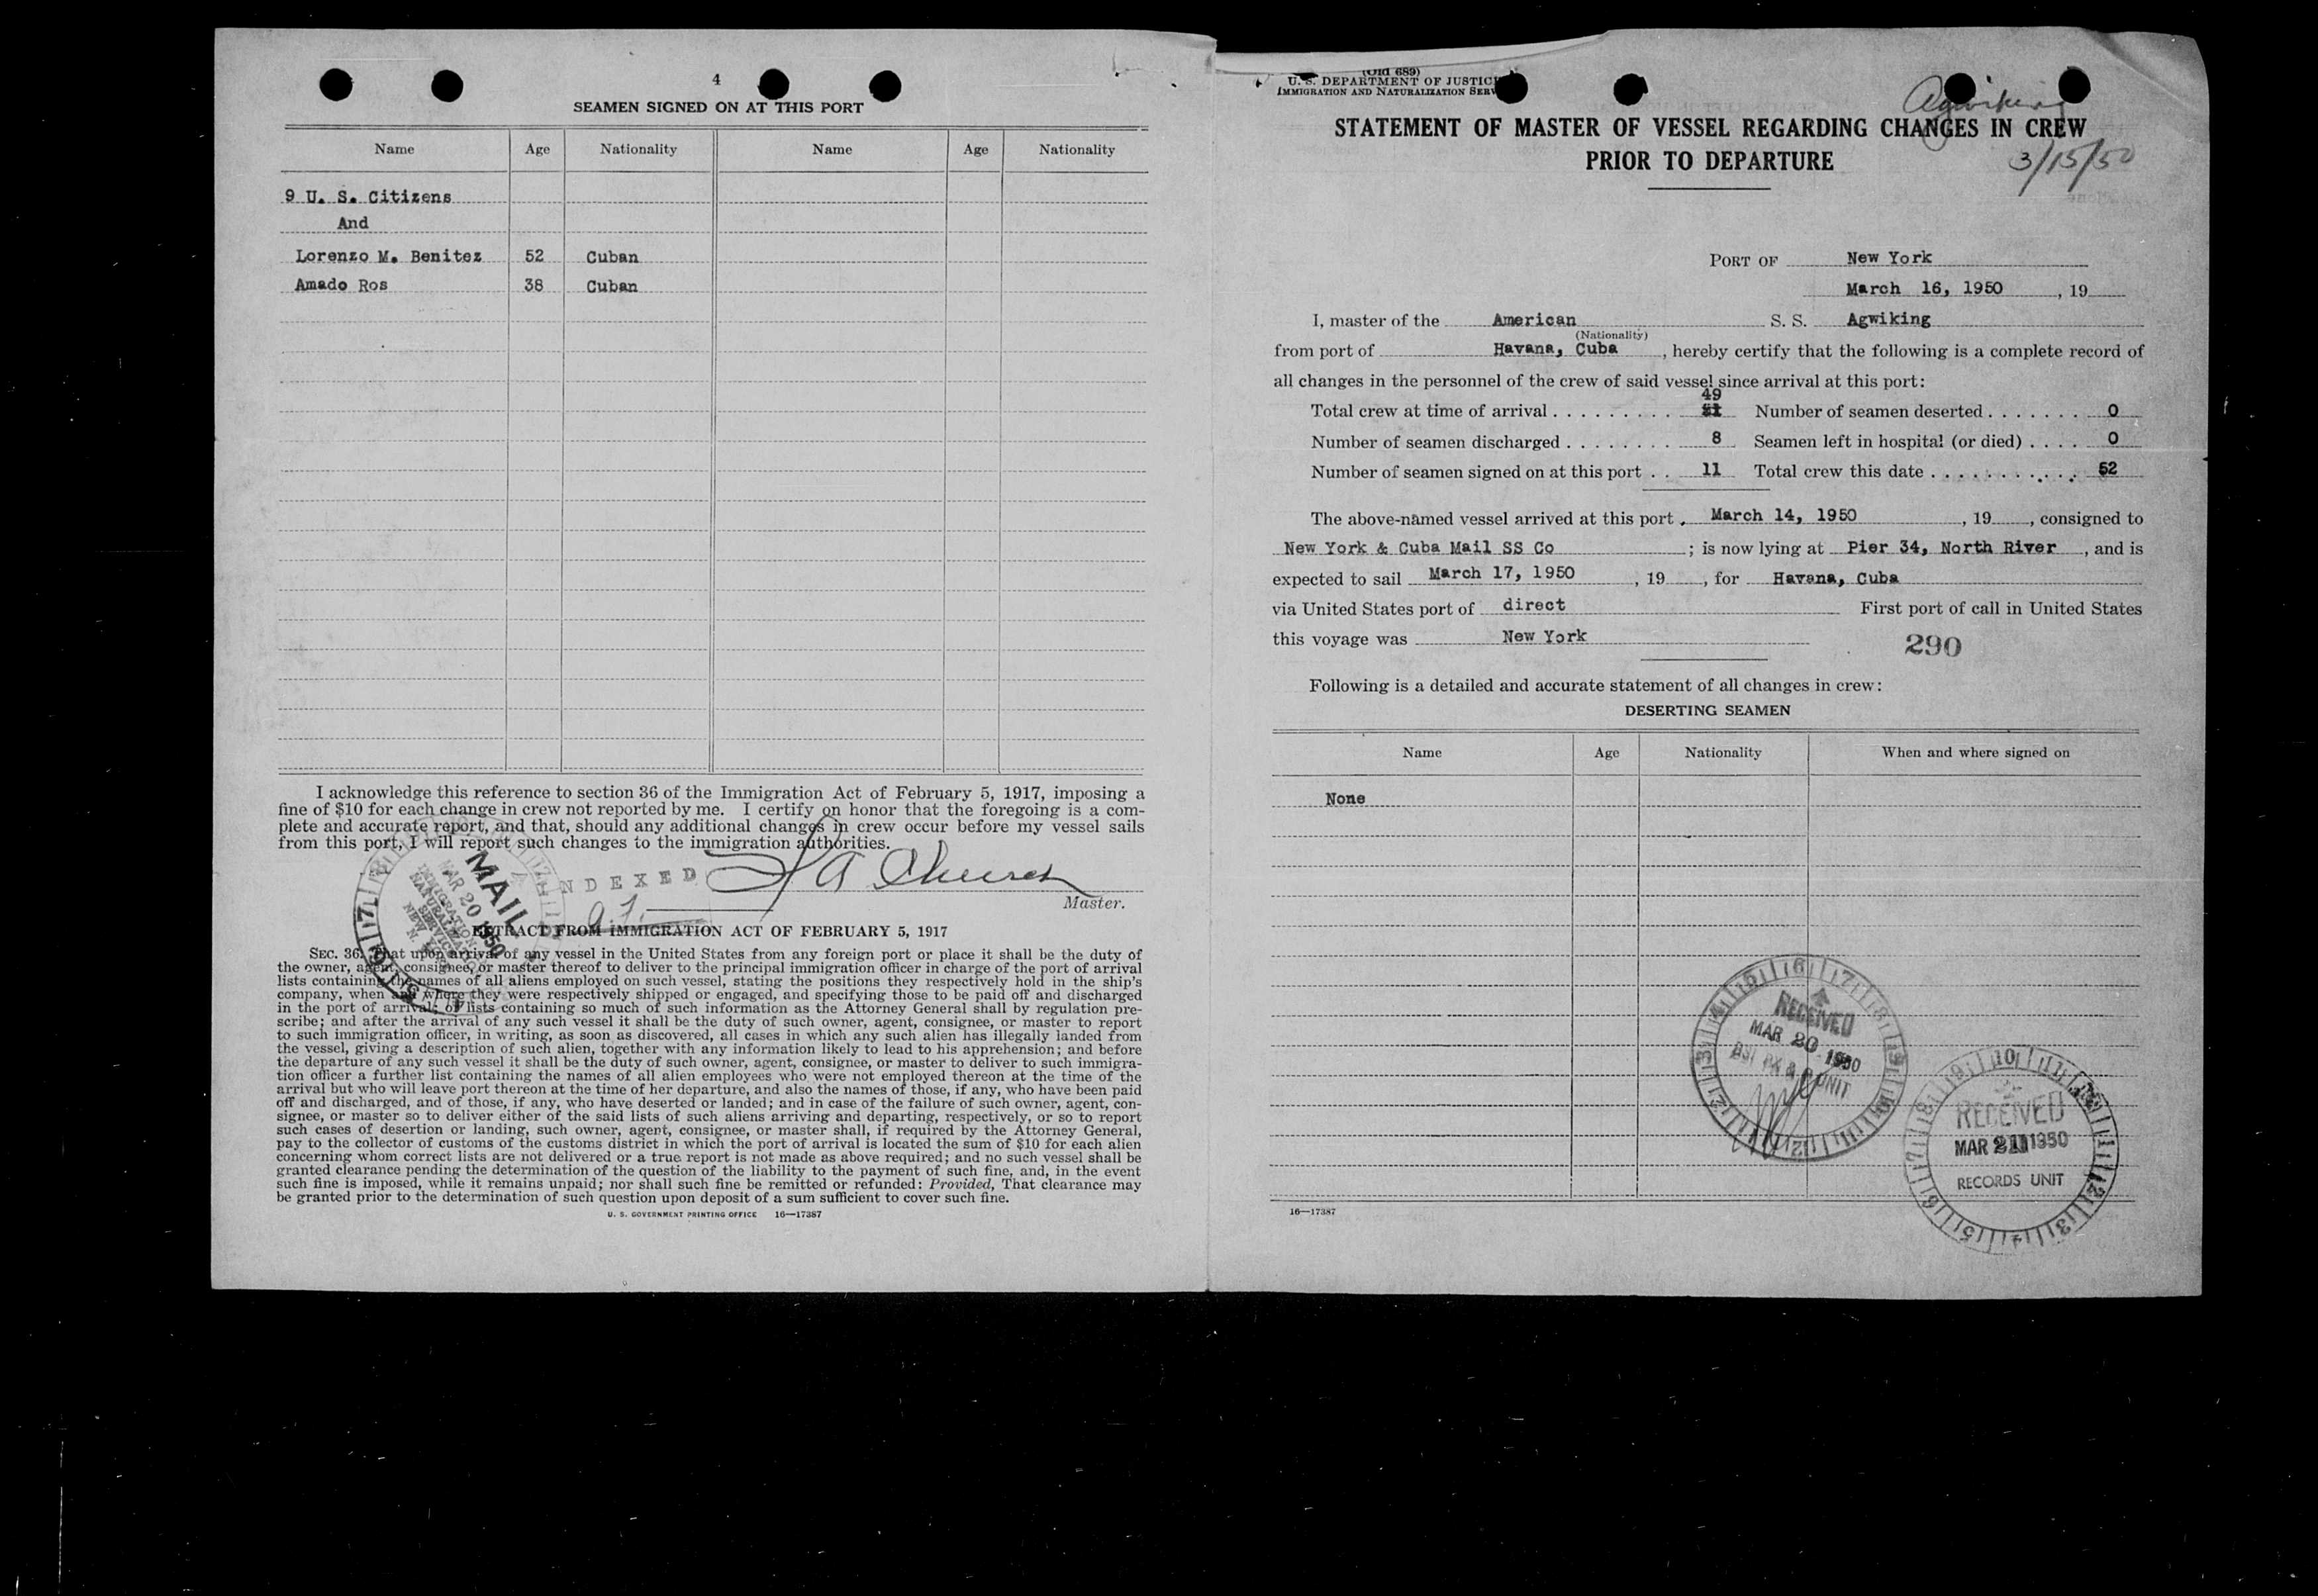 4
SEAMEN SIGNED ON AT THIS PORT
Name Age Nationality Name Age Nationality
9 U. S. Citizens
And
Lorenzo M. Benitez 52 Cuban
Amado Ros 38 Cuban
I acknowledge this reference to section 36 of the Immigration Act of February 5, 1917, imposing a
fine of $10 for each change in crew not reported by me. I certify on honor that the foregoing is a com-
plete and accurate report, and that, should any additional changes in crew occur before my vessel sails
from this port, I will report such changes to the immigration authorities.
MAIL
MAR 20 1950
IMMIGRATION
NATURALIZATION
SERVICE
NEW YORK
INDEXED
A Church
Master.
EXTRACT FROM IMMIGRATION ACT OF FEBRUARY 5, 1917
SEC. 36. That upon arrival of any vessel in the United States from any foreign port or place it shall be the duty of
the owner, agent, consignee, or master thereof to deliver to the principal immigration officer in charge of the port of arrival
lists containing the names of all aliens employed on such vessel, stating the positions they respectively hold in the ship's
company, when and where they were respectively shipped or engaged, and specifying those to be paid off and discharged
in the port of arrival; or lists containing so much of such information as the Attorney General shall by regulation pre-
scribe; and after the arrival of any such vessel it shall be the duty of such owner, agent, consignee, or master to report
to such immigration officer, in writing, as soon as discovered, all cases in which any such alien has illegally landed from
the vessel, giving a description of such alien, together with any information likely to lead to his apprehension; and before
the departure of any such vessel it shall be the duty of such owner, agent, consignee, or master to deliver to such immigra-
tion officer a further list containing the names of all alien employees who were not employed thereon at the time of the
arrival but who will leave port thereon at the time of her departure, and also the names of those, if any, who have been paid
off and discharged, and of those, if any, who have deserted or landed; and in case of the failure of such owner, agent, con-
signee, or master so to deliver either of the said lists of such aliens arriving and departing, respectively, or so to report
such cases of desertion or landing, such owner, agent, consignee, or master shall, if required by the Attorney General,
pay to the collector of customs of the customs district in which the port of arrival is located the sum of $10 for each alien
concerning whom correct lists are not delivered or a true report is not made as above required; and no such vessel shall be
granted clearance pending the determination of the question of the liability to the payment of such fine, and, in the event
such fine is imposed, while it remains unpaid; nor shall such fine be remitted or refunded: Provided, That clearance may
be granted prior to the determination of such question upon deposit of a sum sufficient to cover such fine.
U. S. GOVERNMENT PRINTING OFFICE 16—17387
(Old 689)
U. S. DEPARTMENT OF JUSTICE
IMMIGRATION AND NATURALIZATION SERV
Agwiking
STATEMENT OF MASTER OF VESSEL REGARDING CHANGES IN CREW
PRIOR TO DEPARTURE
3/15/50
PORT OF New York
March 16, 1950 , 19
I, master of the American S. S. Agwiking
(Nationality)
from port of Havana, Cuba , hereby certify that the following is a complete record of
all changes in the personnel of the crew of said vessel since arrival at this port:
49
Total crew at time of arrival . . . . . . . . . 51 Number of seamen deserted . . . . . . . 0
Number of seamen discharged . . . . . . . . 8 Seamen left in hospital (or died) . . . . 0
Number of seamen signed on at this port . . 11 Total crew this date . . . . . . . . . . . 52
The above-named vessel arrived at this port . March 14, 1950 , 19 , consigned to
New York & Cuba Mail SS Co ; is now lying at Pier 34, North River , and is
expected to sail March 17, 1950 , 19 , for Havana, Cuba
via United States port of direct First port of call in United States
this voyage was New York
290
Following is a detailed and accurate statement of all changes in crew:
DESERTING SEAMEN
Name Age Nationality When and where signed on
None
RECEIVED
MAR 20 1950
UNIT
RECEIVED
MAR 21 1950
RECORDS UNIT
16—17387